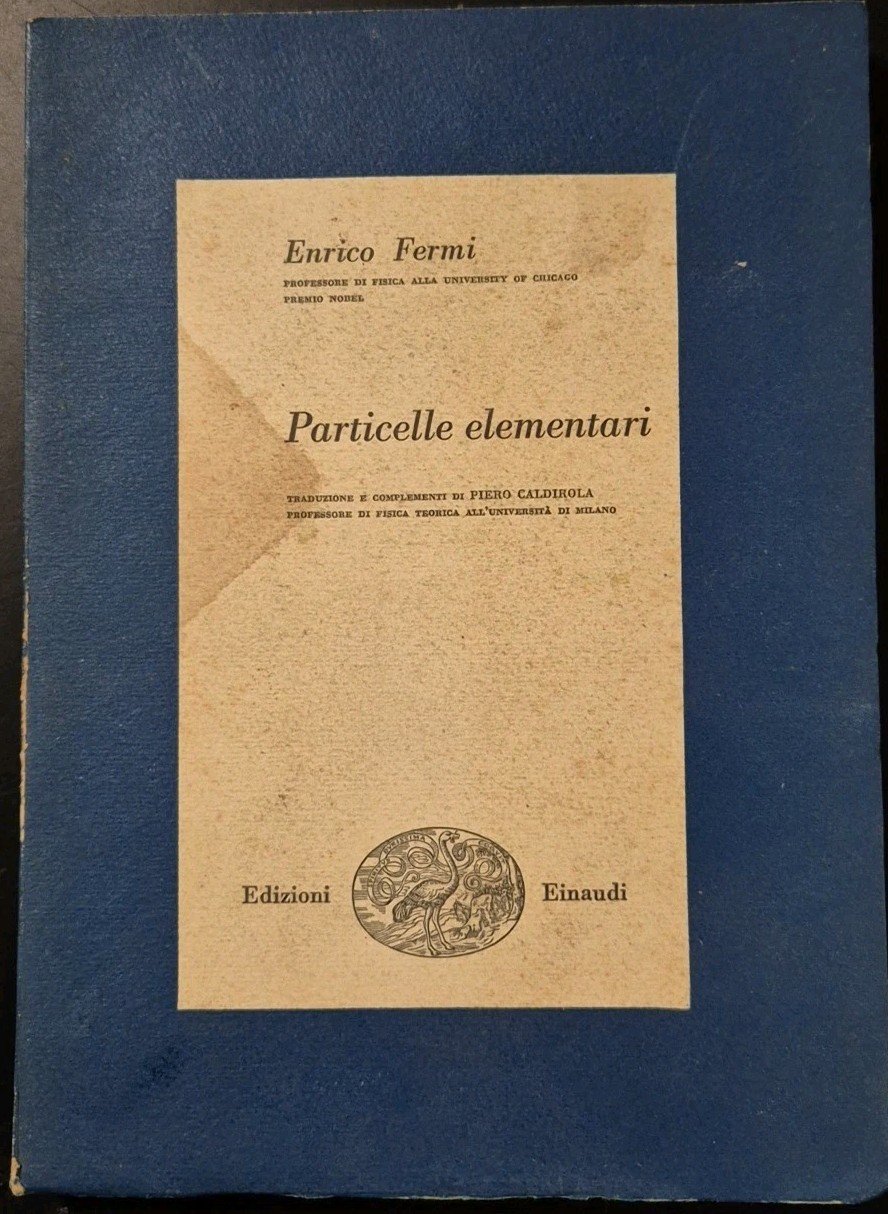 Enrico Fermi
PROFESSORE DI FISICA ALLA UNIVERSITY OF CHICAGO
PREMIO NOBEL
Particelle elementari
TRADUZIONE E COMPLEMENTI DI PIERO CALDIROLA
PROFESSORE DI FISICA TEORICA ALL'UNIVERSITÀ DI MILANO
Edizioni Einaudi